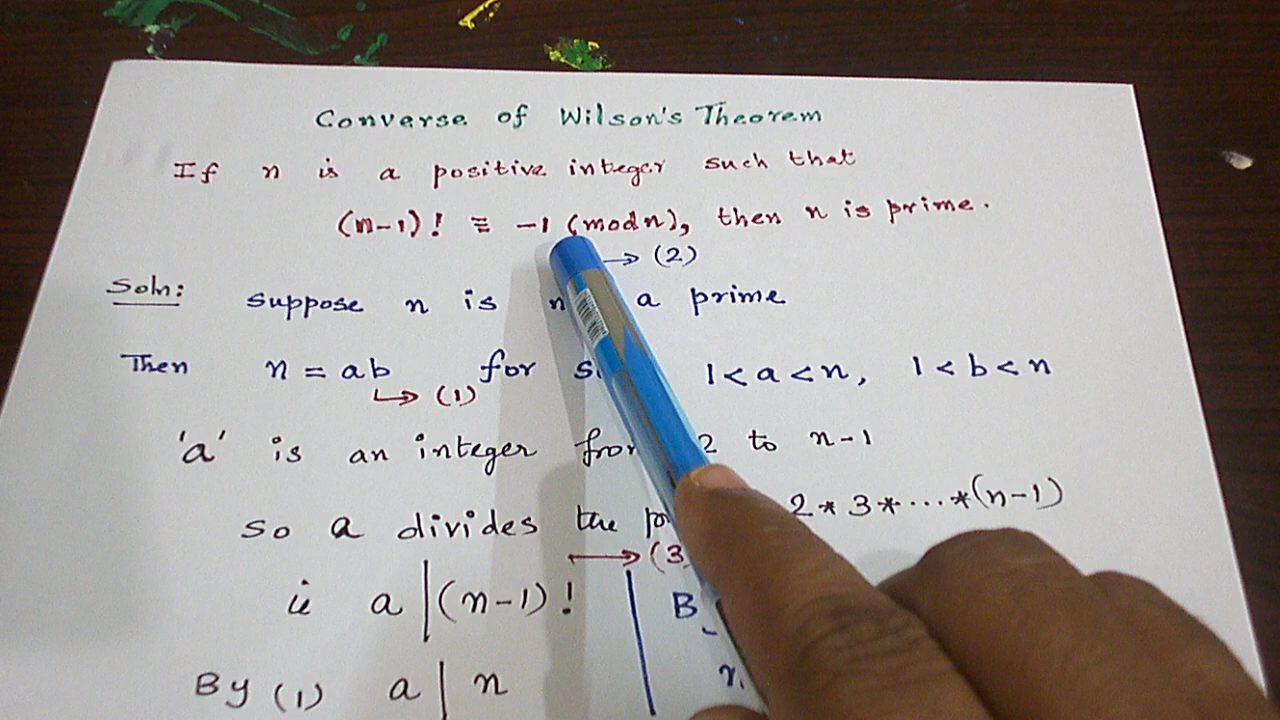 Converse of Wilson's Theorem
If n is a positive integer such that
(n-1)! ≡ -1 (mod n), then n is prime.
→ (2)
Soln: Suppose n is a prime
Then n = ab for 1 < a < n, 1 < b < n
↳ (1)
'a' is an integer 2 to n-1
So a divides the 2 * 3 * ... * (n-1)
→ (3
ie a | (n-1)!
By (1) a | n